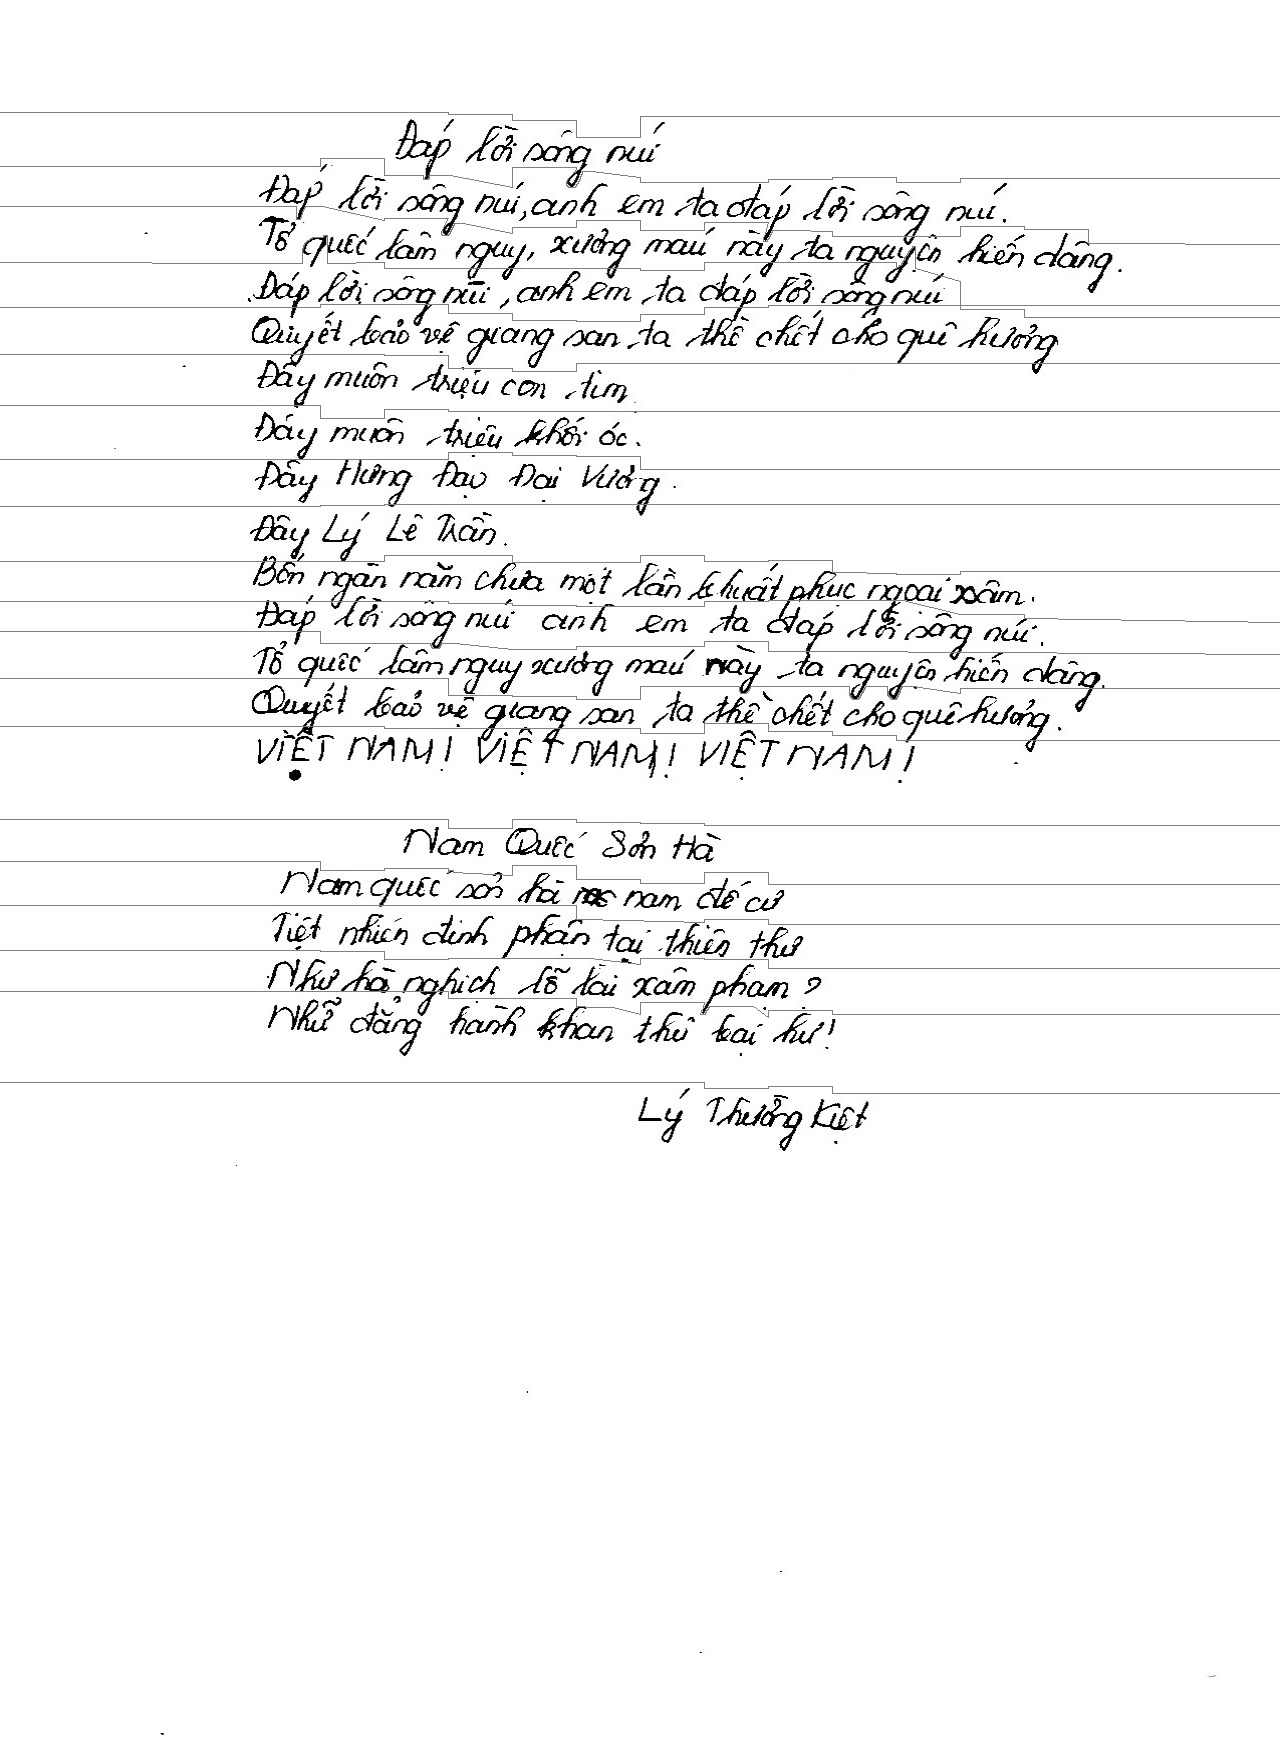 Đáp lời sông núi
Đáp lời sông núi, anh em ta đáp lời sông núi.
Tổ quốc lâm nguy, xương máu này ta nguyện hiến dâng.
Đáp lời sông núi, anh em ta đáp lời sông núi
Quyết bảo vệ giang san ta thề chết cho quê hương
Đây muôn triệu con tim
Đây muôn triệu khối óc.
Đây Hưng Đạo Đại Vương.
Đây Lý Lê Trần.
Bốn ngàn năm chưa một lần khuất phục ngoại xâm.
Đáp lời sông núi anh em ta đáp lời sông núi.
Tổ quốc lâm nguy xương máu này ta nguyện hiến dâng.
Quyết bảo vệ giang san ta thề chết cho quê hương.
VIỆT NAM! VIỆT NAM! VIỆT NAM!
Nam Quốc Sơn Hà
Nam quốc sơn hà nam đế cư
Tiệt nhiên định phận tại thiên thư
Như hà nghịch lỗ lai xâm phạm?
Nhữ đẳng hành khan thủ bại hư!
Lý Thường Kiệt